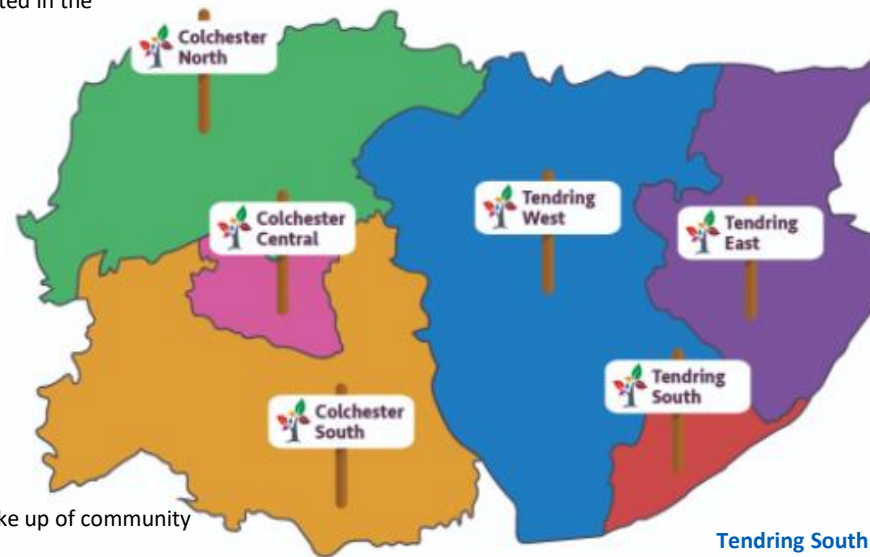 ted in the
Colchester
North
Colchester
Central
Tendring
West
Tendring
East
Tendring
South
Colchester
South
ke up of community
Tendring South